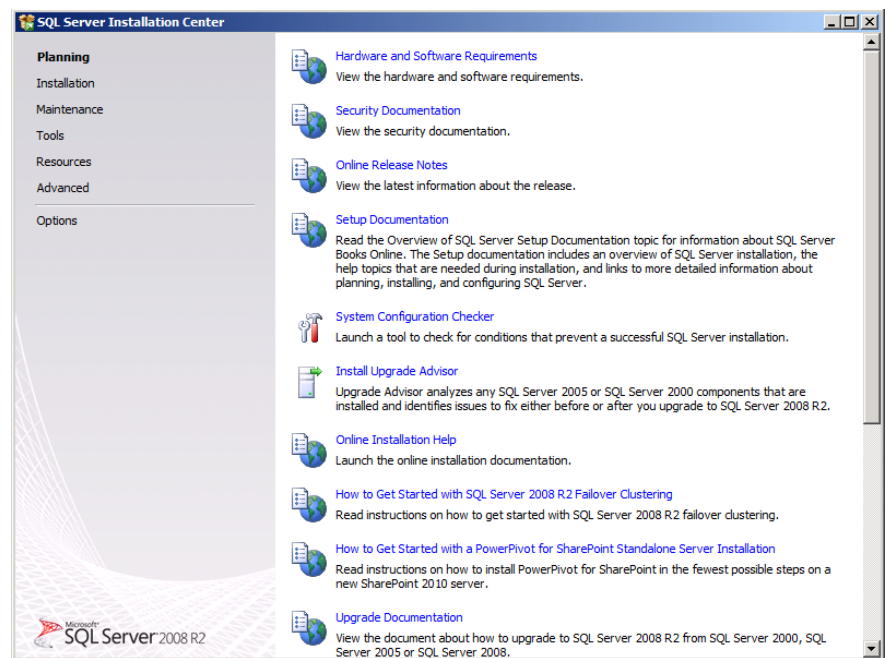 SQL Server Installation Center
Planning
Installation
Maintenance
Tools
Resources
Advanced
Options
Hardware and Software Requirements
View the hardware and software requirements.
Security Documentation
View the security documentation.
Online Release Notes
View the latest information about the release.
Setup Documentation
Read the Overview of SQL Server Setup Documentation topic for information about SQL Server
Books Online. The Setup documentation includes an overview of SQL Server installation, the
help topics that are needed during installation, and links to more detailed information about
planning, installing, and configuring SQL Server.
System Configuration Checker
Launch a tool to check for conditions that prevent a successful SQL Server installation.
Install Upgrade Advisor
Upgrade Advisor analyzes any SQL Server 2005 or SQL Server 2000 components that are
installed and identifies issues to fix either before or after you upgrade to SQL Server 2008 R2.
Online Installation Help
Launch the online installation documentation.
How to Get Started with SQL Server 2008 R2 Failover Clustering
Read instructions on how to get started with SQL Server 2008 R2 failover clustering.
How to Get Started with a PowerPivot for SharePoint Standalone Server Installation
Read instructions on how to install PowerPivot for SharePoint in the fewest possible steps on a
new SharePoint 2010 server.
Upgrade Documentation
View the document about how to upgrade to SQL Server 2008 R2 from SQL Server 2000, SQL
Server 2005 or SQL Server 2008.
Microsoft
SQL Server 2008 R2